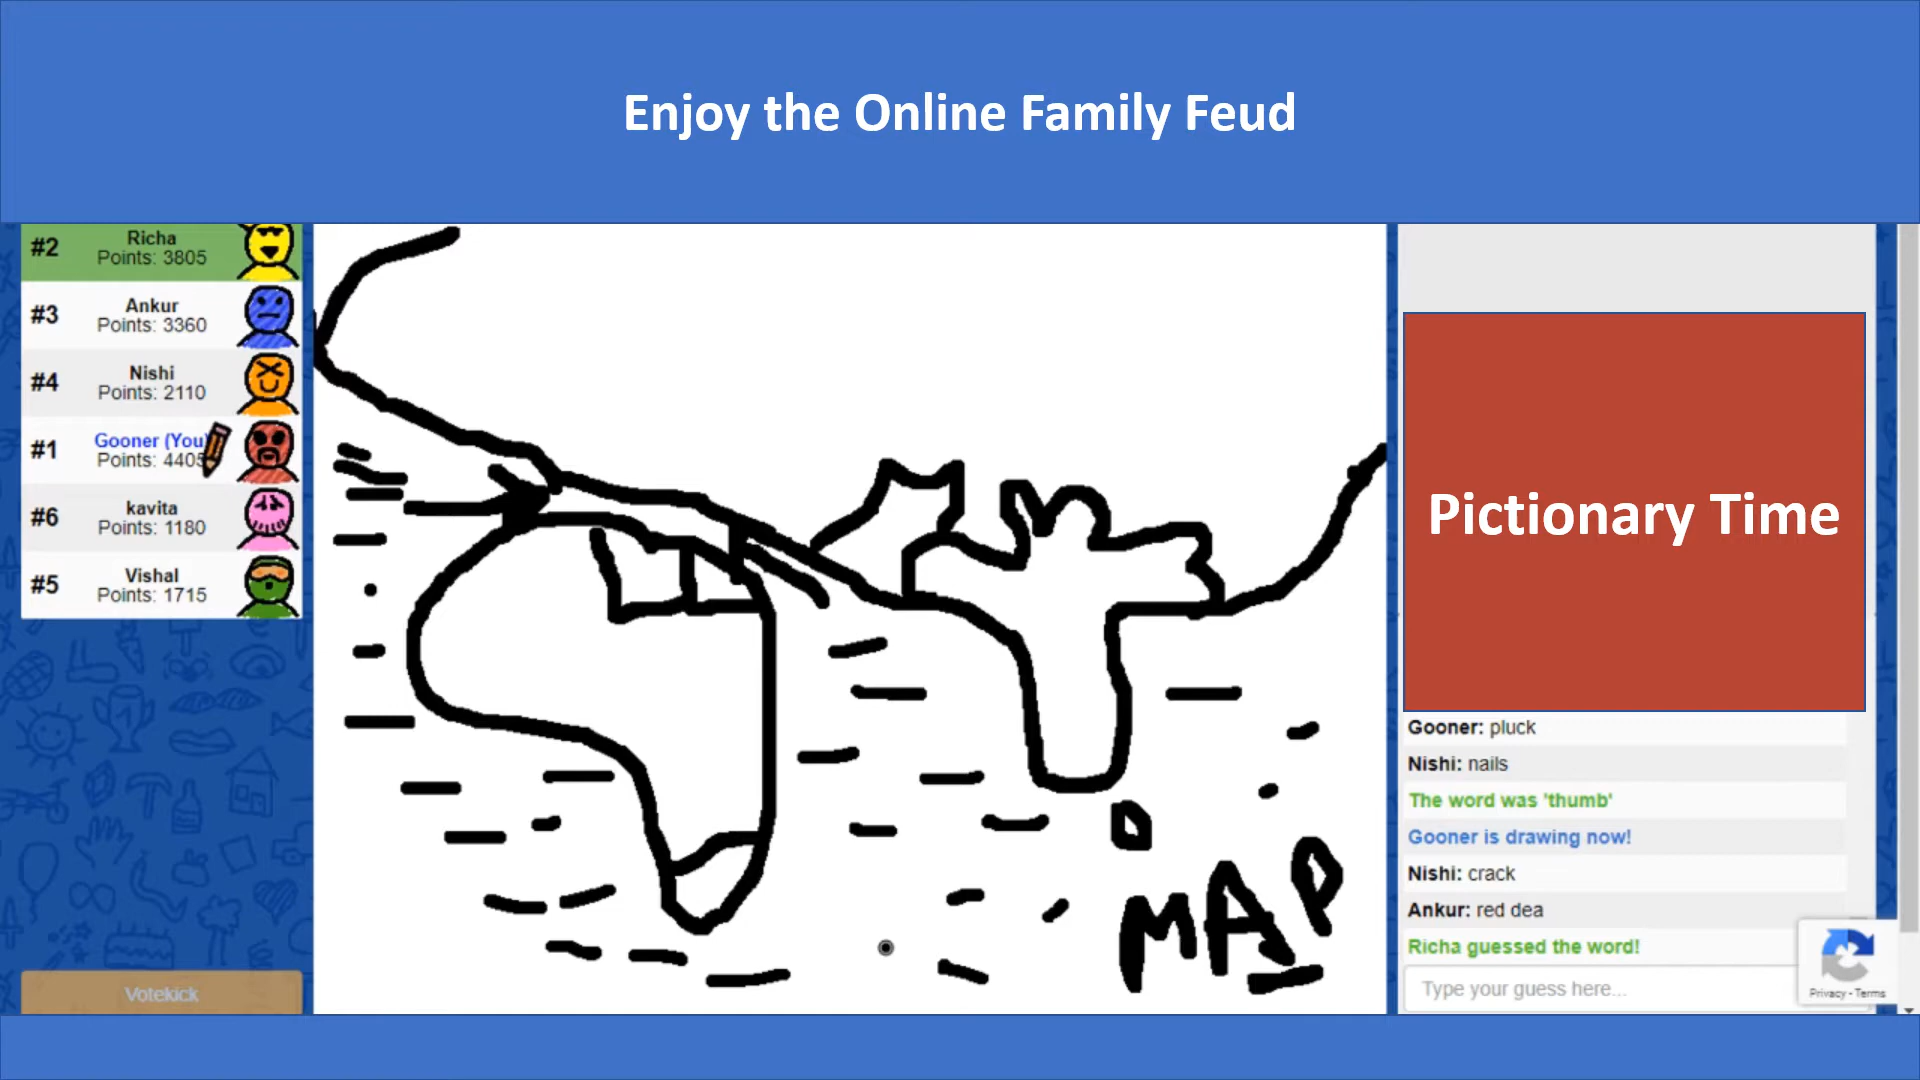 Enjoy the Online Family Feud
#2
Richa
Points: 3805
#3
Ankur
Points: 3360
#4
Nishi
Points: 2110
#1
Gooner (You)
Points: 4405
#6
kavita
Points: 1180
#5
Vishal
Points: 1715
Votekick
MAP
Pictionary Time
Gooner: pluck
Nishi: nails
The word was 'thumb'
Gooner is drawing now!
Nishi: crack
Ankur: red dea
Richa guessed the word!
Type your guess here...
Privacy - Terms